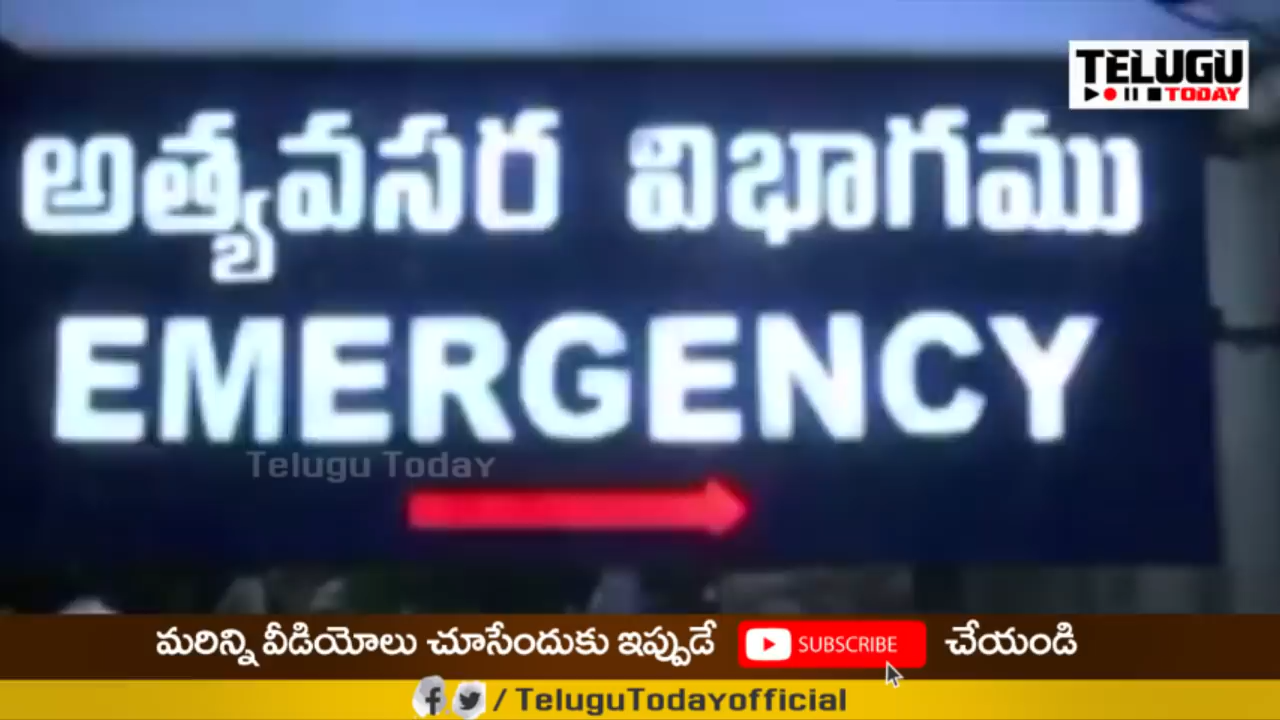 TELUGU
TODAY
అత్యవసర విభాగము
EMERGENCY
Telugu Today
మరిన్ని వీడియోలు చూసేందుకు ఇప్పుడే SUBSCRIBE చేయండి
/ TeluguTodayofficial